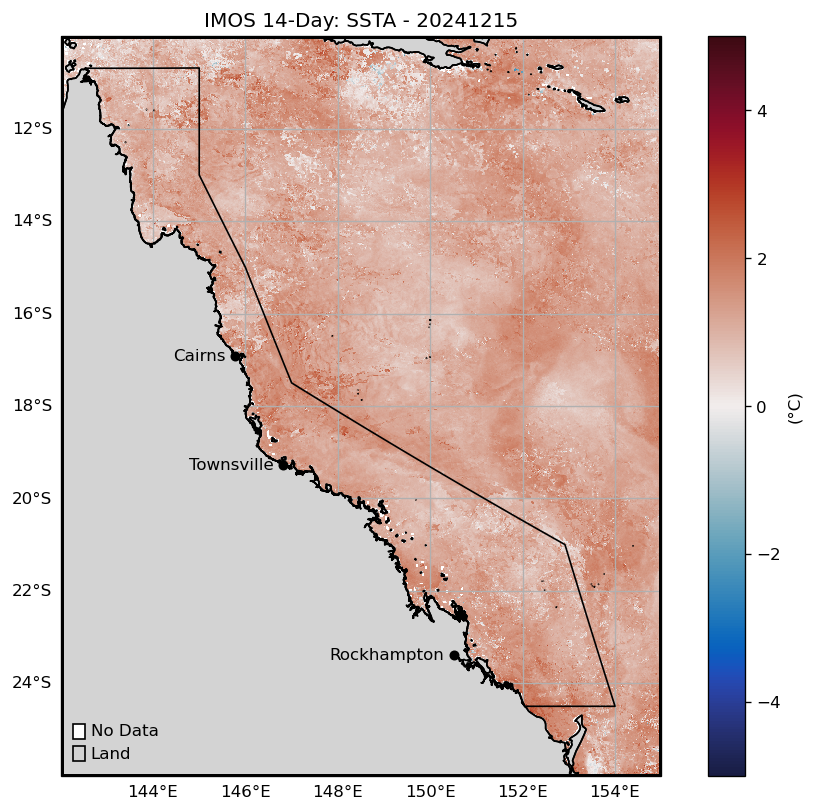 IMOS 14-Day: SSTA - 20241215
12°S
14°S
16°S
18°S
20°S
22°S
24°S
Cairns
Townsville
Rockhampton
No Data
Land
144°E 146°E 148°E 150°E 152°E 154°E
4
2
0
−2
−4
(°C)